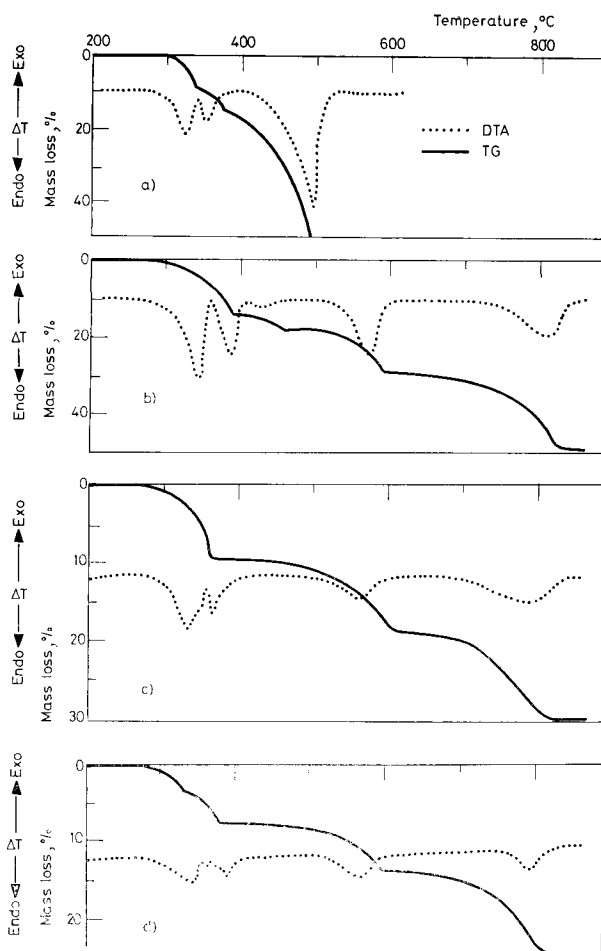 Temperature ,°C
200 400 600 800
0
20
40
Endo ΔT Exo
Mass loss ,%
a)
DTA
TG
0
10
20
40
Endo ΔT Exo
Mass loss ,%
b)
0
10
20
30
Endo ΔT Exo
Mass loss ,%
c)
0
10
20
Endo ΔT Exo
Mass loss ,%
d)